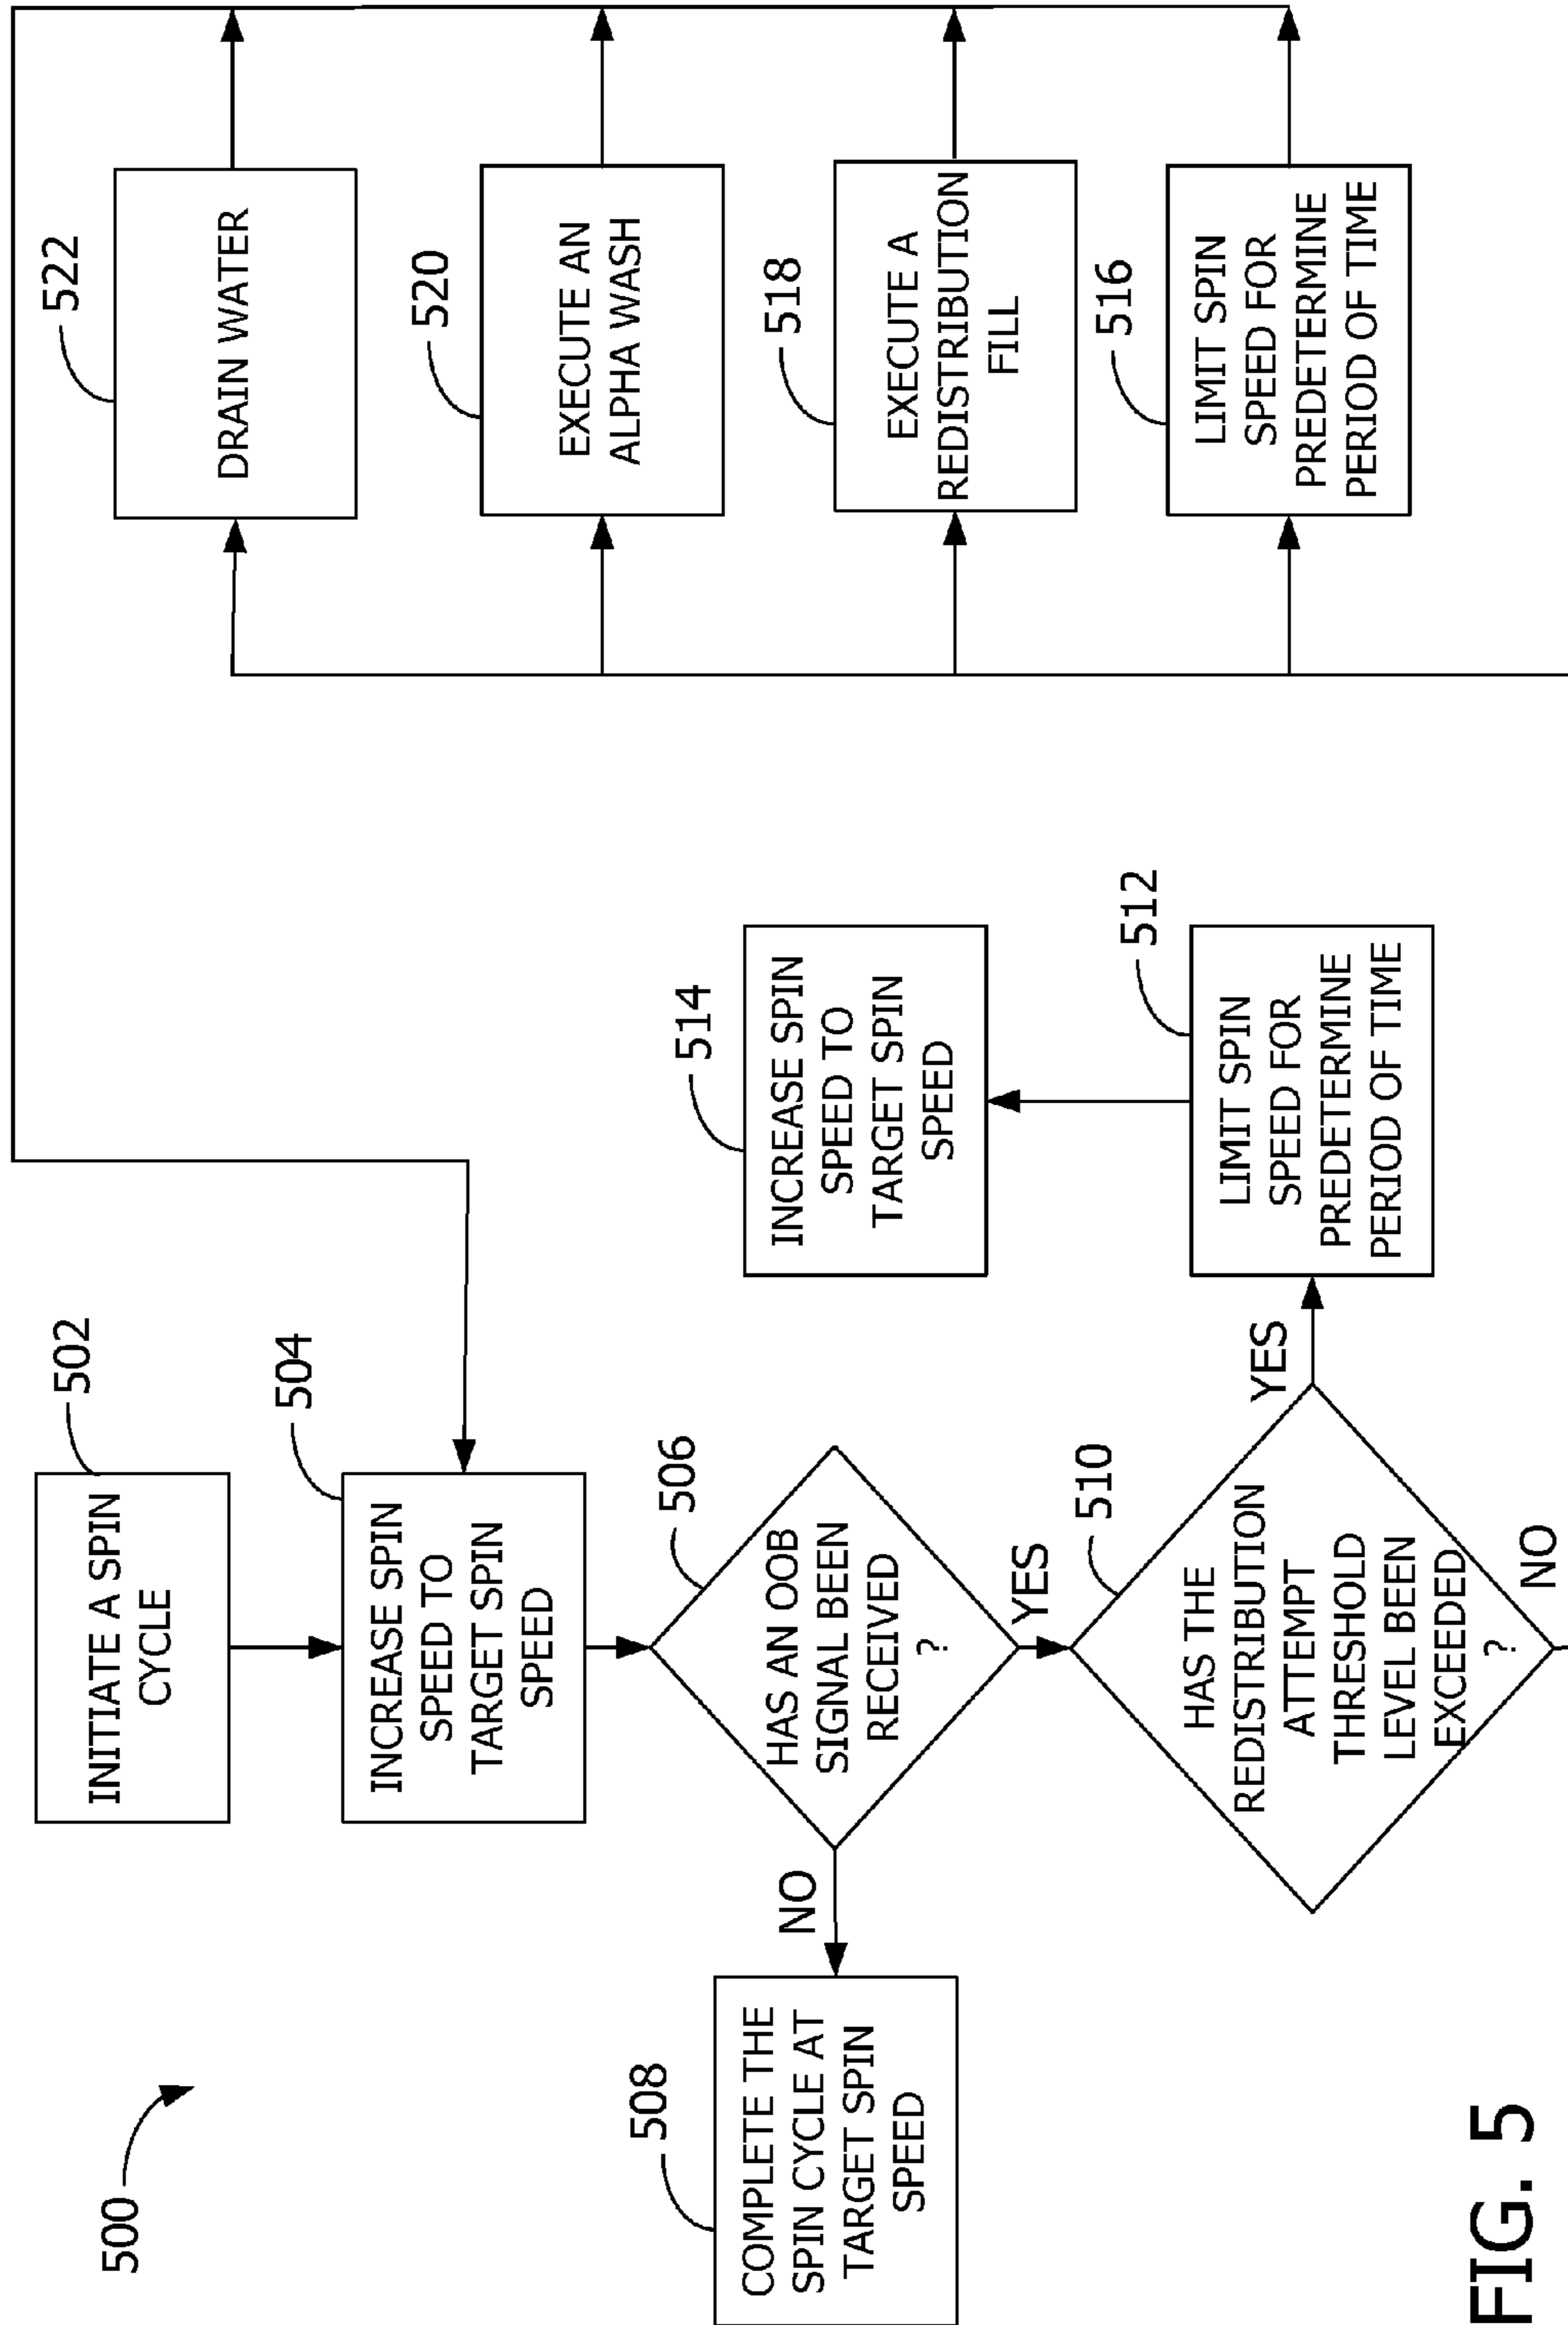 500
502
INITIATE A SPIN
CYCLE
504
INCREASE SPIN
SPEED TO
TARGET SPIN
SPEED
506
HAS AN OOB
SIGNAL BEEN
RECEIVED
?
NO
508
COMPLETE THE
SPIN CYCLE AT
TARGET SPIN
SPEED
YES
510
HAS THE
REDISTRIBUTION
ATTEMPT
THRESHOLD
LEVEL BEEN
EXCEEDED
?
YES
NO
512
LIMIT SPIN
SPEED FOR
PREDETERMINE
PERIOD OF TIME
514
INCREASE SPIN
SPEED TO
TARGET SPIN
SPEED
522
DRAIN WATER
520
EXECUTE AN
ALPHA WASH
518
EXECUTE A
REDISTRIBUTION
FILL
516
LIMIT SPIN
SPEED FOR
PREDETERMINE
PERIOD OF TIME
FIG. 5